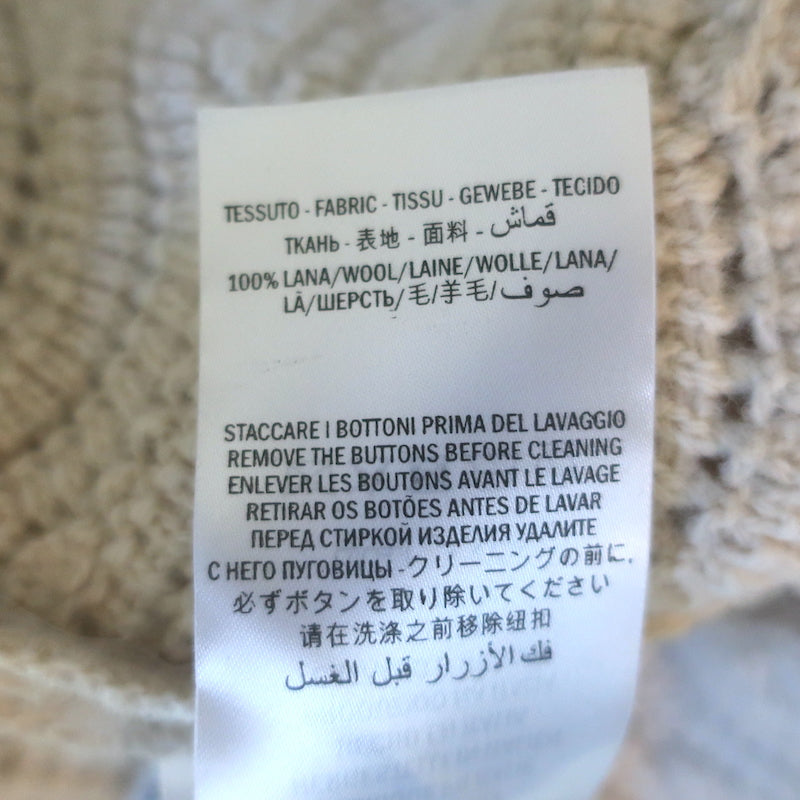 TESSUTO - FABRIC - TISSU - GEWEBE - TECIDO
ТКАНЬ - 表地 - 面料 - قماش
100% LANA/WOOL/LAINE/WOLLE/LANA/
LÃ/ШЕРСТЬ/毛/羊毛/صوف
STACCARE I BOTTONI PRIMA DEL LAVAGGIO
REMOVE THE BUTTONS BEFORE CLEANING
ENLEVER LES BOUTONS AVANT LE LAVAGE
RETIRAR OS BOTÕES ANTES DE LAVAR
ПЕРЕД СТИРКОЙ ИЗДЕЛИЯ УДАЛИТЕ
С НЕГО ПУГОВИЦЫ -クリーニングの前に,
必ずボタンを取り除いてください
请在洗涤之前移除纽扣
فك الأزرار قبل الغسل